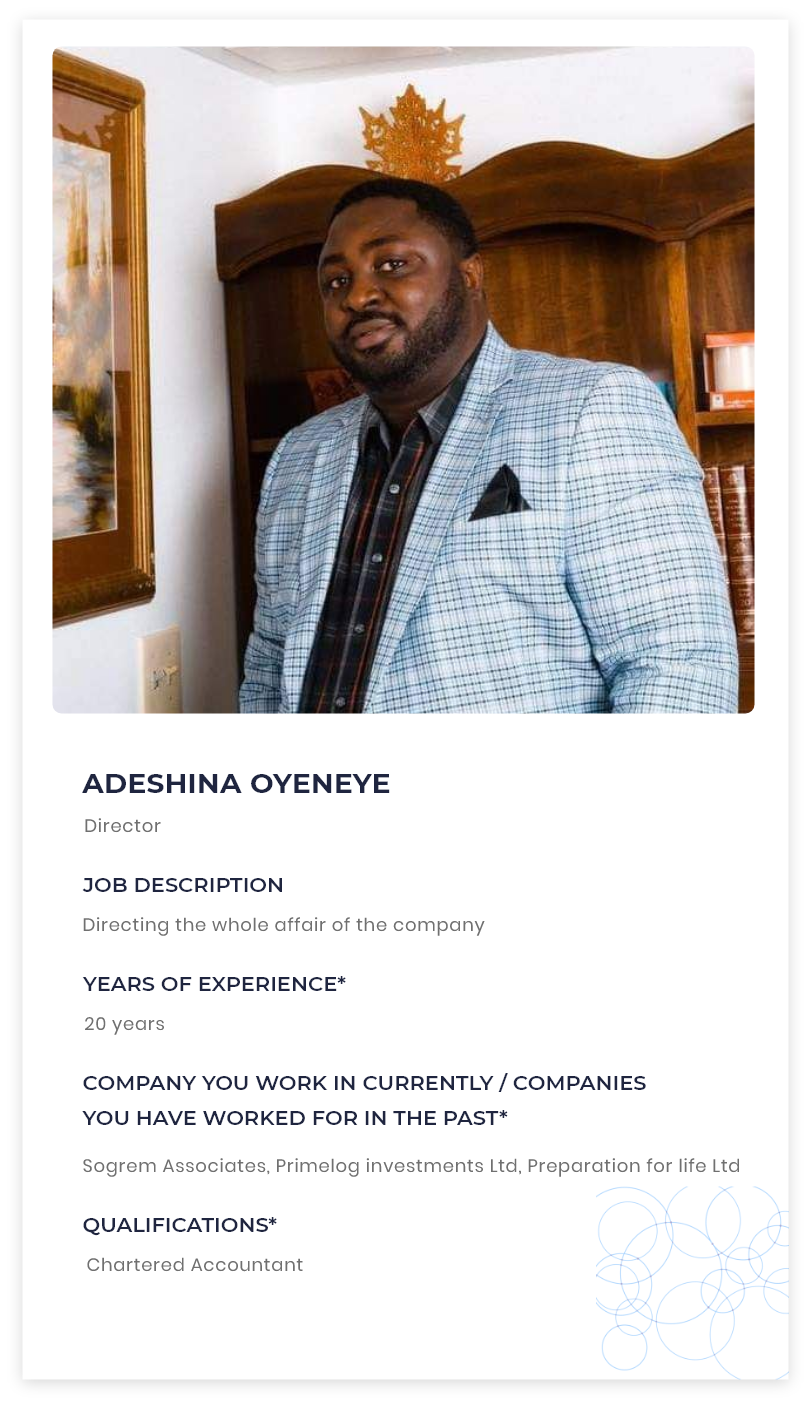 ADESHINA OYENEYE
Director
JOB DESCRIPTION
Directing the whole affair of the company
YEARS OF EXPERIENCE*
20 years
COMPANY YOU WORK IN CURRENTLY / COMPANIES
YOU HAVE WORKED FOR IN THE PAST*
Sogrem Associates, Primelog investments Ltd, Preparation for life Ltd
QUALIFICATIONS*
Chartered Accountant